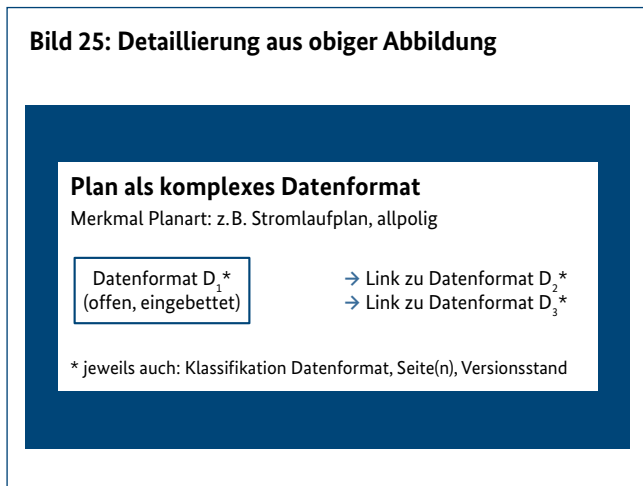 Bild 25: Detaillierung aus obiger Abbildung
Plan als komplexes Datenformat
Merkmal Planart: z. B. Stromlaufplan, allpolig
Datenformat D₁*
(offen, eingebettet)
→ Link zu Datenformat D₂*
→ Link zu Datenformat D₃*
* jeweils auch: Klassifikation Datenformat, Seite(n), Versionsstand